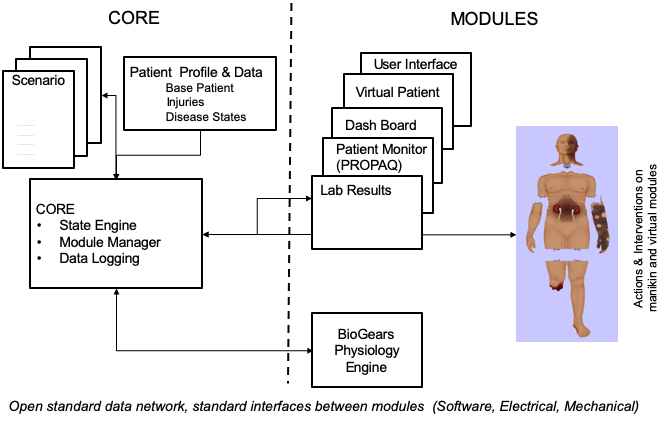 CORE
MODULES
Scenario
Patient Profile & Data
Base Patient
Injuries
Disease States
User Interface
Virtual Patient
Dash Board
Patient Monitor
(PROPAQ)
Lab Results
CORE
• State Engine
• Module Manager
• Data Logging
BioGears
Physiology
Engine
Actions & Interventions on
manikin and virtual modules
Open standard data network, standard interfaces between modules (Software, Electrical, Mechanical)